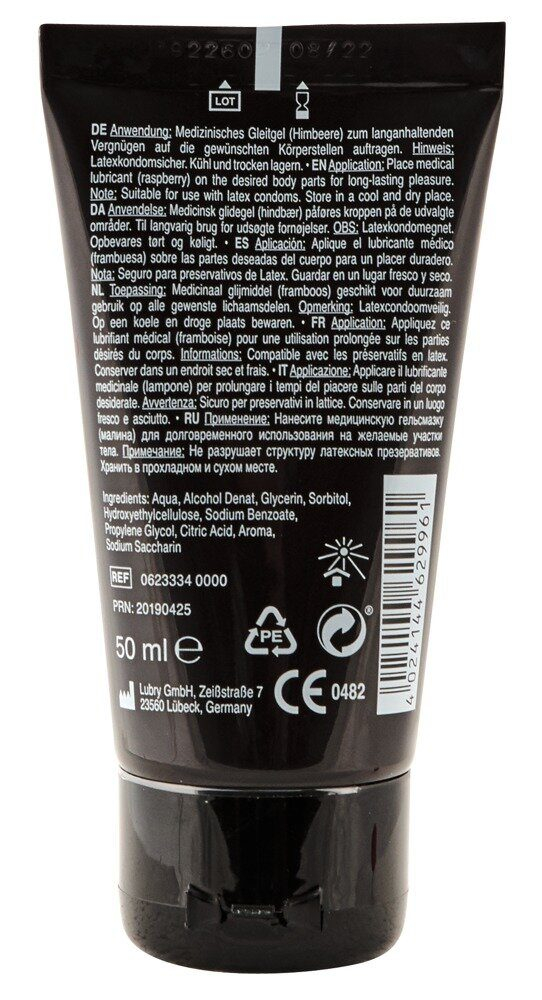 92260 08/22
LOT
DE Anwendung: Medizinisches Gleitgel (Himbeere) zum langanhaltenden
Vergnügen auf die gewünschten Körperstellen auftragen. Hinweis:
Latexkondomsicher. Kühl und trocken lagern. • EN Application: Place medical
lubricant (raspberry) on the desired body parts for long-lasting pleasure.
Note: Suitable for use with latex condoms. Store in a cool and dry place.
DA Anvendelse: Medicinsk glidegel (hindbær) påføres kroppen på de udvalgte
områder. Til langvarig brug for udsøgte fornøjelser. OBS: Latexkondomegnet.
Opbevares tørt og køligt. • ES Aplicación: Aplique el lubricante médico
(frambuesa) sobre las partes deseadas del cuerpo para un placer duradero.
Nota: Seguro para preservativos de Latex. Guardar en un lugar fresco y seco.
NL Toepassing: Medicinaal glijmiddel (framboos) geschikt voor duurzaam
gebruik op alle gewenste lichaamsdelen. Opmerking: Latexcondoomveilig.
Op een koele en droge plaats bewaren. • FR Application: Appliquez ce
lubrifiant médical (framboise) pour une utilisation prolongée sur les parties
désirés du corps. Informations: Compatible avec les préservatifs en latex.
Conserver dans un endroit sec et frais. • IT Applicazione: Applicare il lubrificante
medicinale (lampone) per prolungare i tempi del piacere sulle parti del corpo
desiderate. Avvertenza: Sicuro per preservativi in lattice. Conservare in un luogo
fresco e asciutto. • RU Применение: Нанесите медицинскую гельсмазку
(малина) для долговременного использования на желаемые участки
тела. Примечание: Не разрушает структуру латексных презервативов.
Хранить в прохладном и сухом месте.
Ingredients: Aqua, Alcohol Denat, Glycerin, Sorbitol,
Hydroxyethylcellulose, Sodium Benzoate,
Propylene Glycol, Citric Acid, Aroma,
Sodium Saccharin
REF 0623334 0000
PRN: 20190425
50 ml ℮
PE
®
Lubry GmbH, Zeißstraße 7
23560 Lübeck, Germany
CE 0482
4 024144 629961